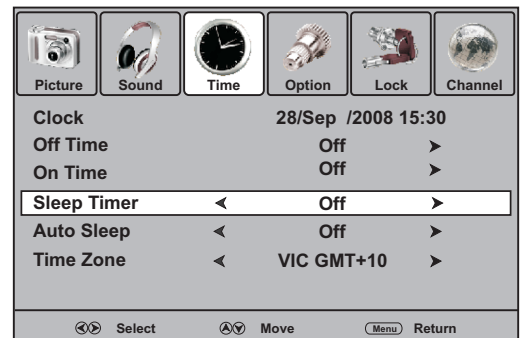 Picture Sound Time Option Lock Channel
Clock 28/Sep /2008 15:30
Off Time Off
On Time Off
Sleep Timer Off
Auto Sleep Off
Time Zone VIC GMT+10
Select Move Menu Return